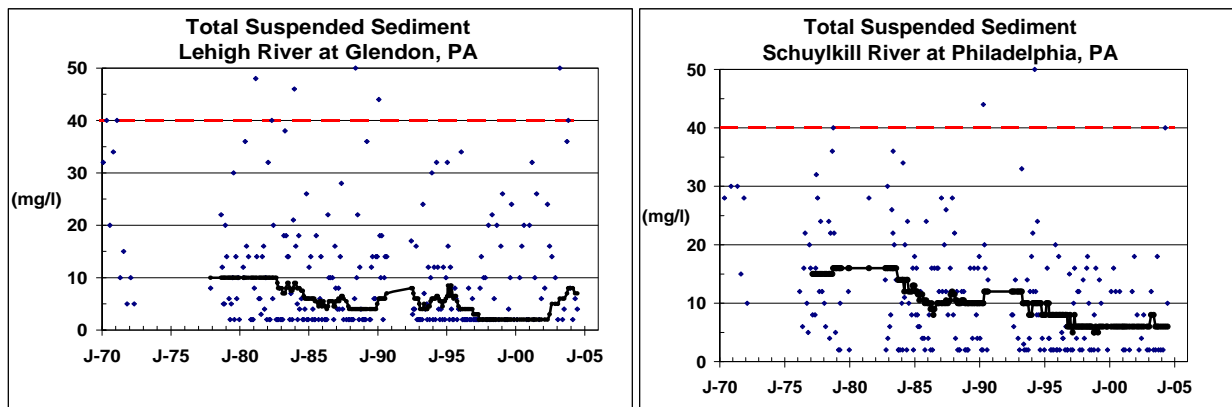 Total Suspended Sediment
Lehigh River at Glendon, PA
50
40
30
(mg/l)
20
10
0
J-70
J-80
J-85
J-90
J-95
J-00
J-05
Total Suspended Sediment
Schuylkill River at Philadelphia, PA
50
40
30
(mg/l)
20
10
0
J-70
J-75
J-80
J-85
J-90
J-95
J-00
J-05